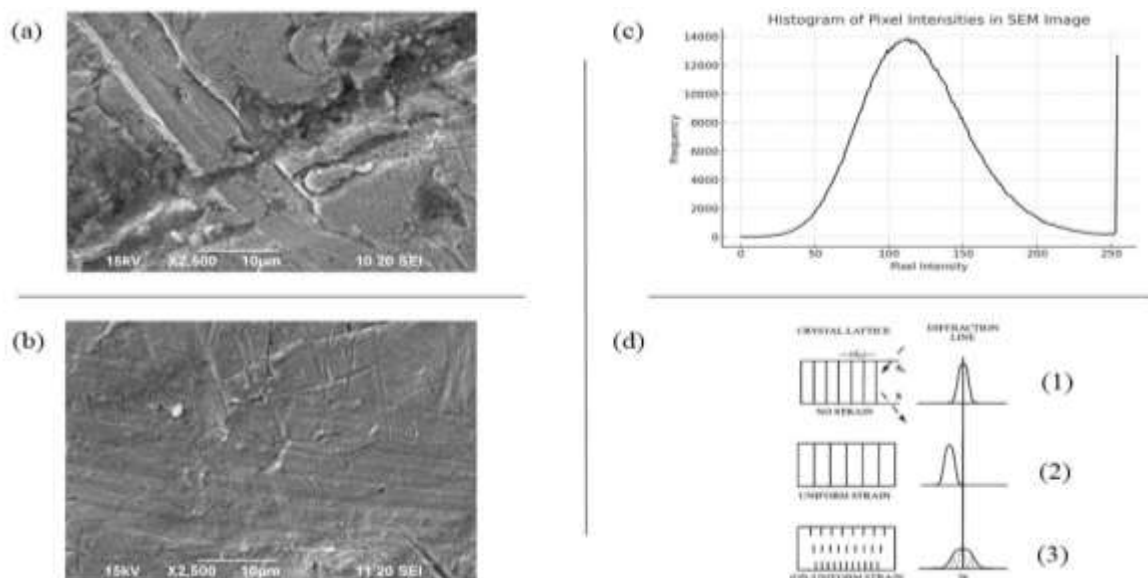 (a)
15kV X2,500 10µm 10 20 SEI
(b)
15kV X2,500 10µm 11 20 SEI
(c)
Histogram of Pixel Intensities in SEM Image
Frequency
14000
12000
10000
8000
6000
4000
2000
0
0 50 100 150 200 250
Pixel Intensity
(d)
CRYSTAL LATTICE
DIFFRACTION
LINE
NO STRAIN
(1)
UNIFORM STRAIN
(2)
UNIFORM STRAIN
(3)